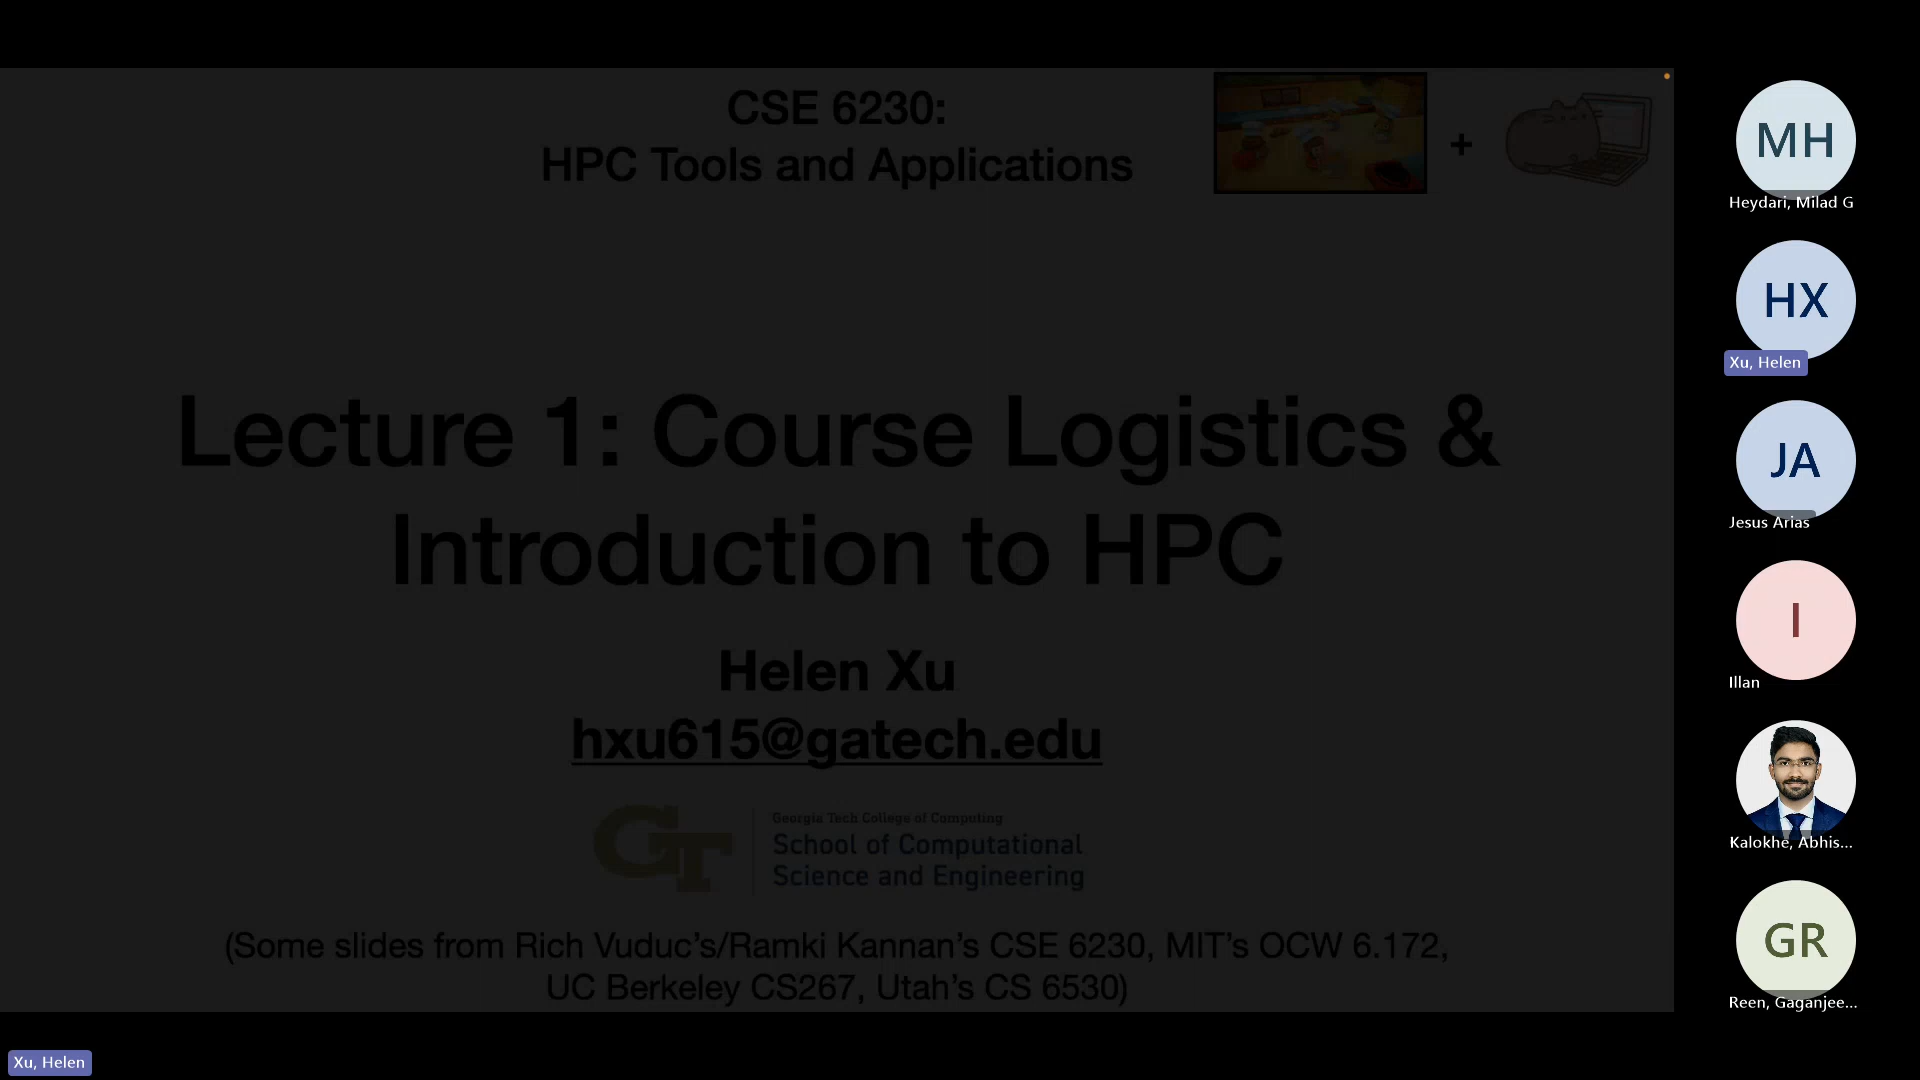 CSE 6230:
HPC Tools and Applications
+
Lecture 1: Course Logistics &
Introduction to HPC
Helen Xu
hxu615@gatech.edu
GT
Georgia Tech College of Computing
School of Computational
Science and Engineering
(Some slides from Rich Vuduc’s/Ramki Kannan’s CSE 6230, MIT’s OCW 6.172,
UC Berkeley CS267, Utah’s CS 6530)
MH
Heydari, Milad G
HX
Xu, Helen
JA
Jesus Arias
I
Illan
Kalokhe, Abhis...
GR
Reen, Gaganjee...
Xu, Helen